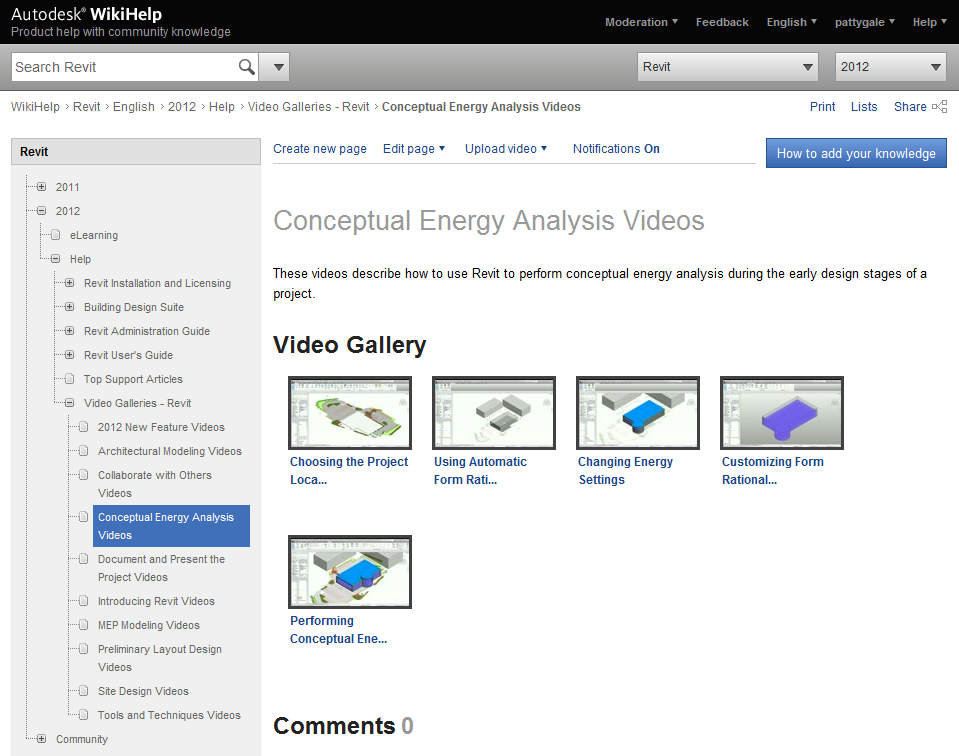 Autodesk® WikiHelp
Product help with community knowledge
Moderation Feedback English pattygale Help
Search Revit
Revit
2012
WikiHelp › Revit › English › 2012 › Help › Video Galleries - Revit › Conceptual Energy Analysis Videos
Print Lists Share
Revit
2011
2012
eLearning
Help
Revit Installation and Licensing
Building Design Suite
Revit Administration Guide
Revit User's Guide
Top Support Articles
Video Galleries - Revit
2012 New Feature Videos
Architectural Modeling Videos
Collaborate with Others
Videos
Conceptual Energy Analysis
Videos
Document and Present the
Project Videos
Introducing Revit Videos
MEP Modeling Videos
Preliminary Layout Design
Videos
Site Design Videos
Tools and Techniques Videos
Community
Create new page Edit page Upload video Notifications On
How to add your knowledge
Conceptual Energy Analysis Videos
These videos describe how to use Revit to perform conceptual energy analysis during the early design stages of a
project.
Video Gallery
Choosing the Project
Loca...
Using Automatic
Form Rati...
Changing Energy
Settings
Customizing Form
Rational...
Performing
Conceptual Ene...
Comments 0